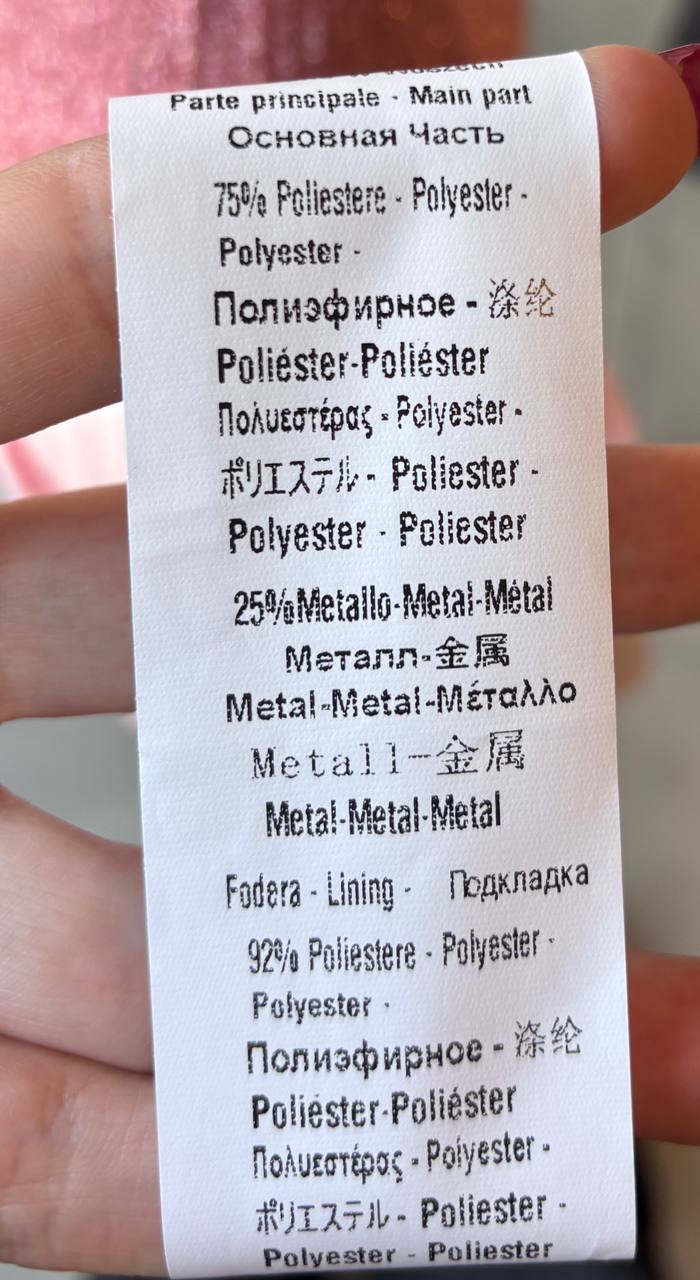 Parte principale - Main part
Основная Часть
75% Poliestere - Polyester -
Polyester -
Полиэфирное - 涤纶
Poliéster-Poliéster
Πολυεστέρας - Polyester -
ポリエステル - Poliester -
Polyester - Poliester
25%Metallo-Metal-Métal
Металл-金属
Metal-Metal-Μέταλλο
Metall-金属
Metal-Metal-Metal
Fodera - Lining - Подкладка
92% Poliestere - Polyester -
Polyester -
Полиэфирное - 涤纶
Poliéster-Poliéster
Πολυεστέρας - Polyester -
ポリエステル - Poliester -
Polyester - Poliester